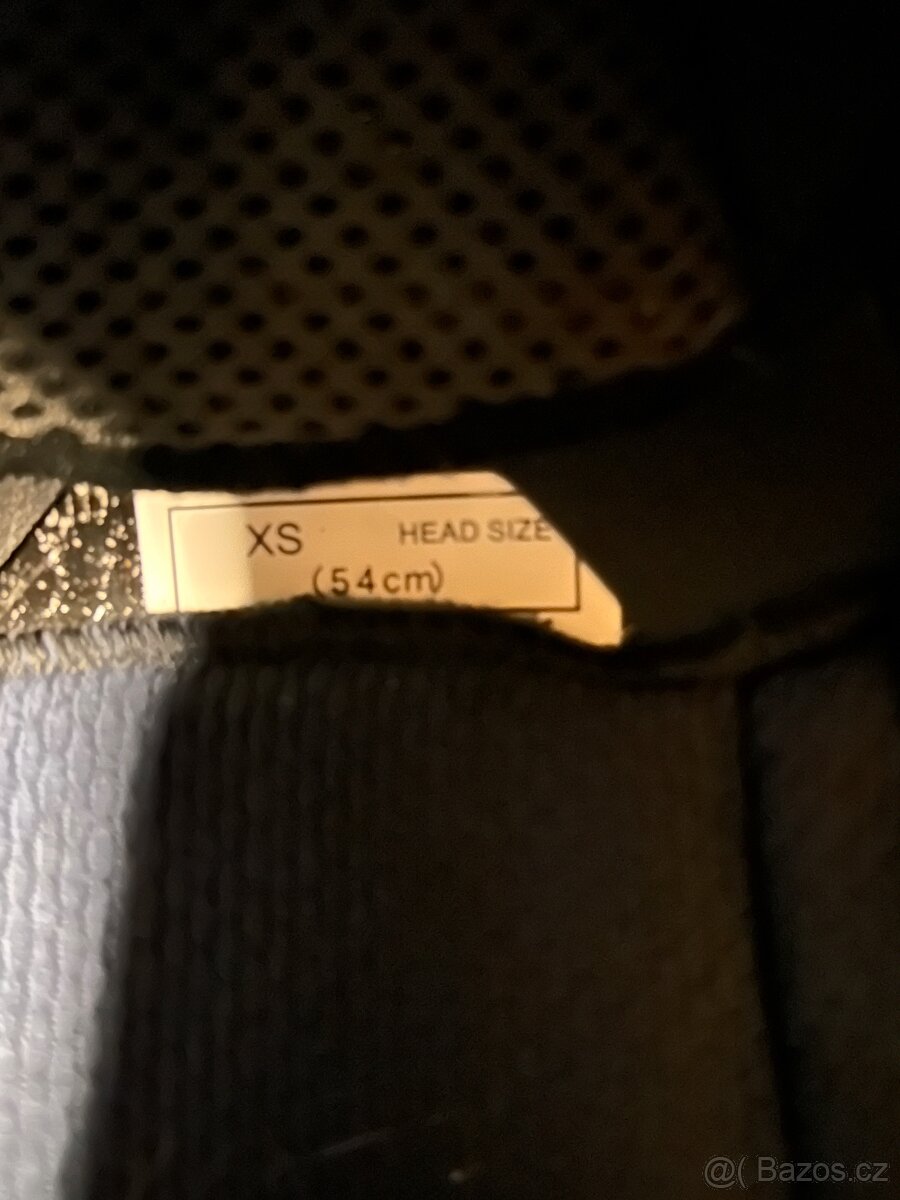 XS HEAD SIZE
(54cm)
@( Bazos.cz